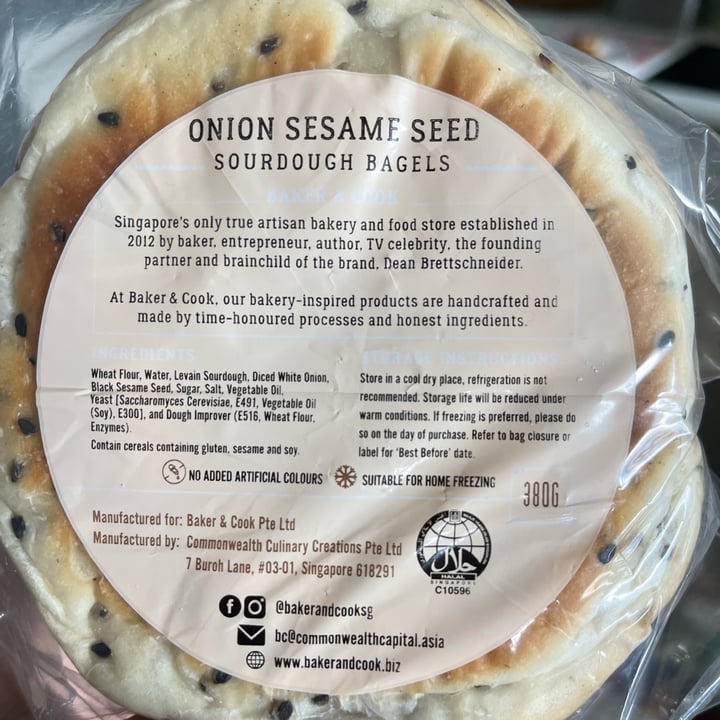 ONION SESAME SEED
SOURDOUGH BAGELS
BAKER & COOK
Singapore's only true artisan bakery and food store established in
2012 by baker, entrepreneur, author, TV celebrity, the founding
partner and brainchild of the brand, Dean Brettschneider.
At Baker & Cook, our bakery-inspired products are handcrafted and
made by time-honoured processes and honest ingredients.
INGREDIENTS
Wheat Flour, Water, Levain Sourdough, Diced White Onion,
Black Sesame Seed, Sugar, Salt, Vegetable Oil,
Yeast [Saccharomyces Cerevisiae, E491, Vegetable Oil
(Soy), E300], and Dough Improver (E516, Wheat Flour,
Enzymes).
Contain cereals containing gluten, sesame and soy.
STORAGE INSTRUCTIONS
Store in a cool dry place, refrigeration is not
recommended. Storage life will be reduced under
warm conditions. If freezing is preferred, please do
so on the day of purchase. Refer to bag closure or
label for 'Best Before' date.
NO ADDED ARTIFICIAL COLOURS
SUITABLE FOR HOME FREEZING
380G
Manufactured for: Baker & Cook Pte Ltd
Manufactured by: Commonwealth Culinary Creations Pte Ltd
7 Buroh Lane, #03-01, Singapore 618291
حلال
HALAL
SINGAPORE
C10596
@bakerandcooksg
bc@commonwealthcapital.asia
www.bakerandcook.biz